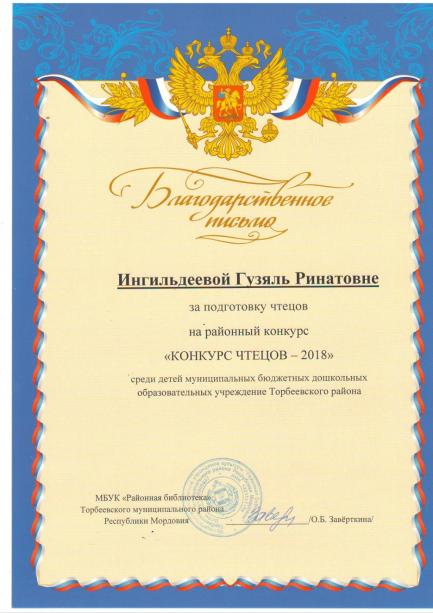 Благодарственное
письмо
Ингильдеевой Гузяль Ринатовне
за подготовку чтецов
на районный конкурс
«КОНКУРС ЧТЕЦОВ – 2018»
среди детей муниципальных бюджетных дошкольных
образовательных учреждение Торбеевского района
МБУК «Районная библиотека»
Торбеевского муниципального района
Республики Мордовия /О.Б. Завёрткина/